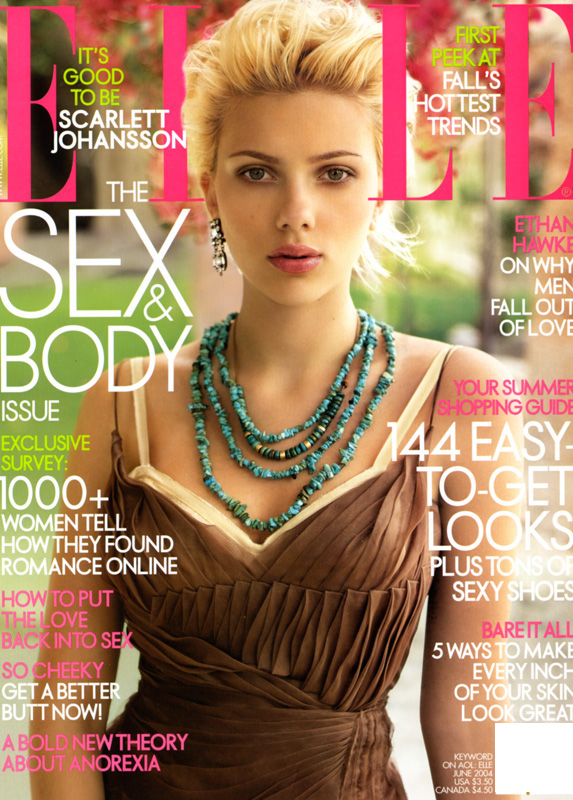 ELLE
IT'S
GOOD
TO BE
SCARLETT
JOHANSSON
FIRST
PEEK AT
FALL'S
HOTTEST
TRENDS
®
THE
SEX
&
BODY
ISSUE
ETHAN
HAWKE
ON WHY
MEN
FALL OUT
OF LOVE
EXCLUSIVE
SURVEY:
1000+
WOMEN TELL
HOW THEY FOUND
ROMANCE ONLINE
YOUR SUMMER
SHOPPING GUIDE
144 EASY-
TO-GET
LOOKS
PLUS TONS OF
SEXY SHOES
HOW TO PUT
THE LOVE
BACK INTO SEX
SO CHEEKY
GET A BETTER
BUTT NOW!
A BOLD NEW THEORY
ABOUT ANOREXIA
BARE IT ALL
5 WAYS TO MAKE
EVERY INCH
OF YOUR SKIN
LOOK GREAT
KEYWORD
ON AOL: ELLE
JUNE 2004
USA $3.50
CANADA $4.50